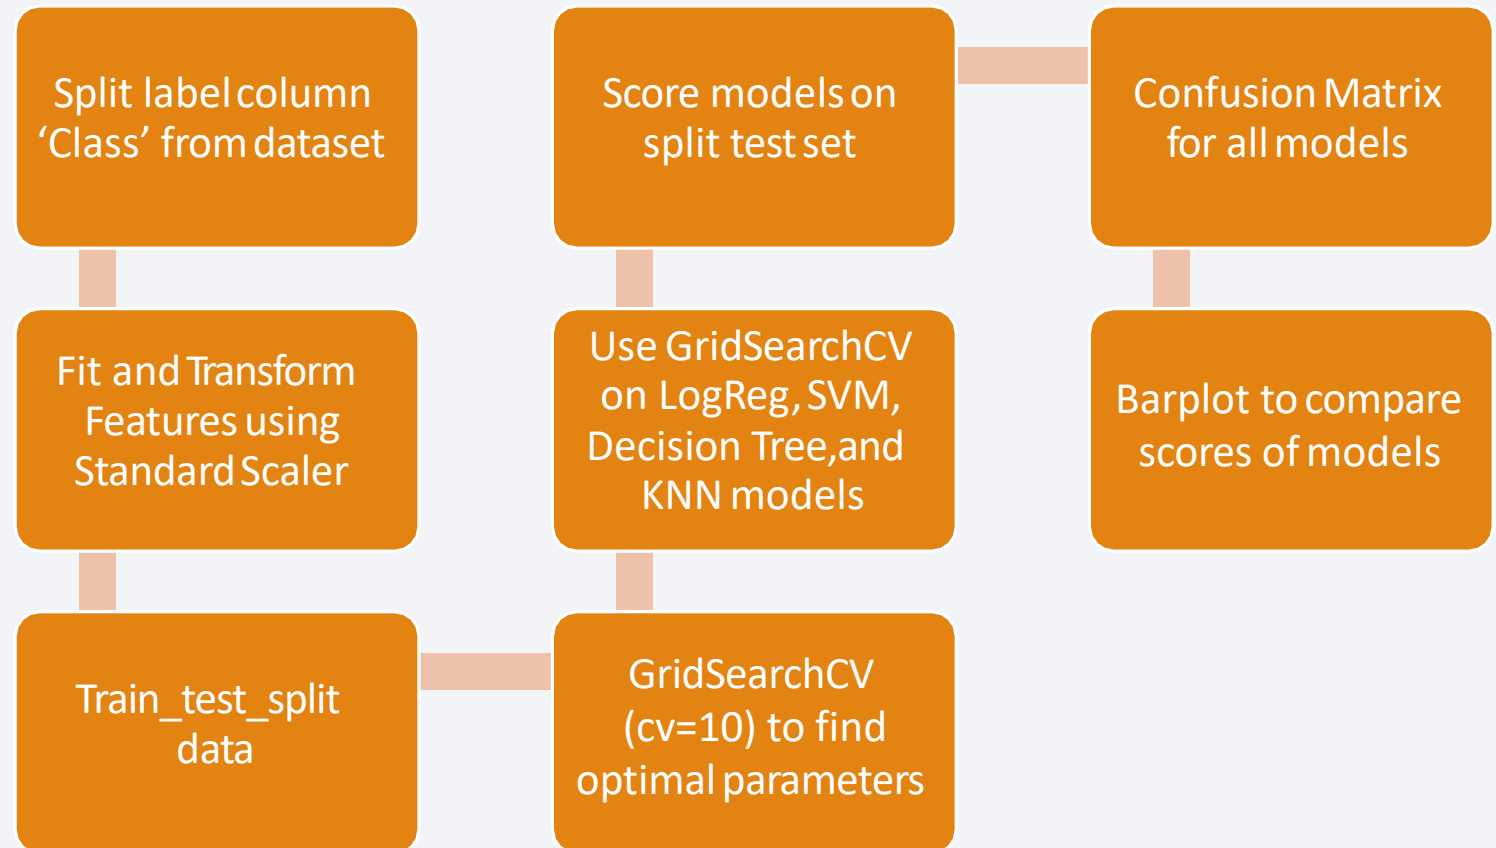 Split label column
‘Class’ from dataset
Fit and Transform
Features using
Standard Scaler
Train_test_split
data
GridSearchCV
(cv=10) to find
optimal parameters
Use GridSearchCV
on LogReg, SVM,
Decision Tree,and
KNN models
Score models on
split test set
Confusion Matrix
for all models
Barplot to compare
scores of models